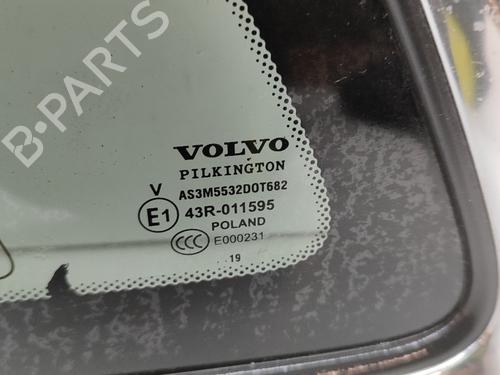 B-PARTS
VOLVO
PILKINGTON
V AS3M5532DOT682
E1 43R-011595
POLAND
CCC E000231
19